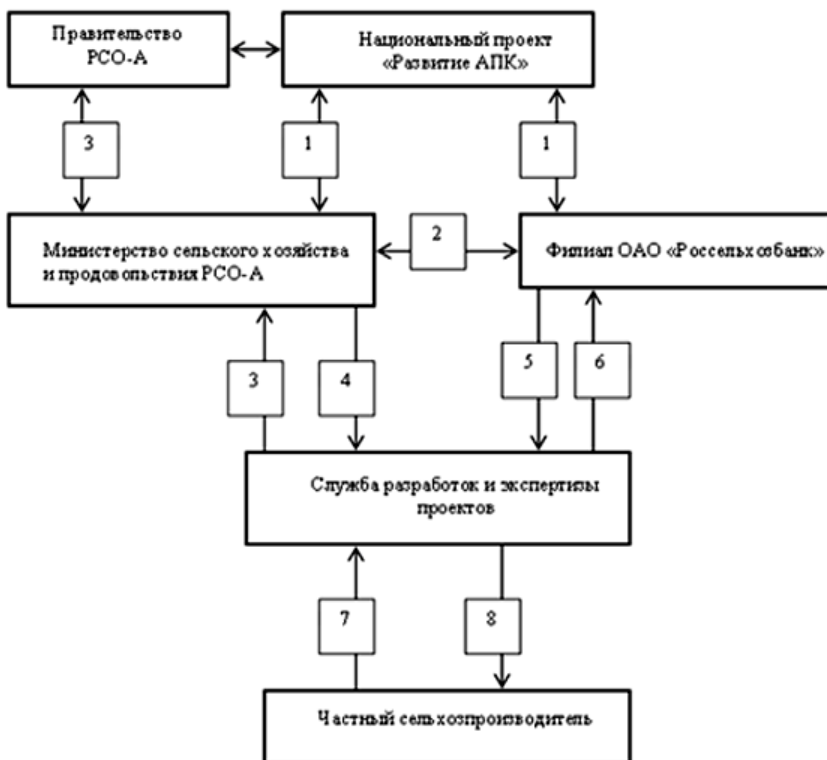 Правительство
РСО-А
Национальный проект
«Развитие АПК»
3
1
1
Министерство сельского хозяйства
и продовольствия РСО-А
2
Филиал ОАО «Россельхозбанк»
3
4
5
6
Служба разработок и экспертизы
проектов
7
8
Частный сельхозпроизводитель